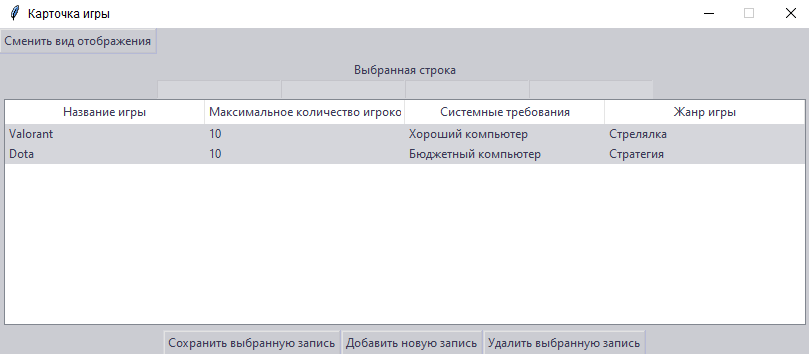 Карточка игры
Сменить вид отображения
Выбранная строка
Название игры Максимальное количество игроко Системные требования Жанр игры
Valorant 10 Хороший компьютер Стрелялка
Dota 10 Бюджетный компьютер Стратегия
Сохранить выбранную запись Добавить новую запись Удалить выбранную запись